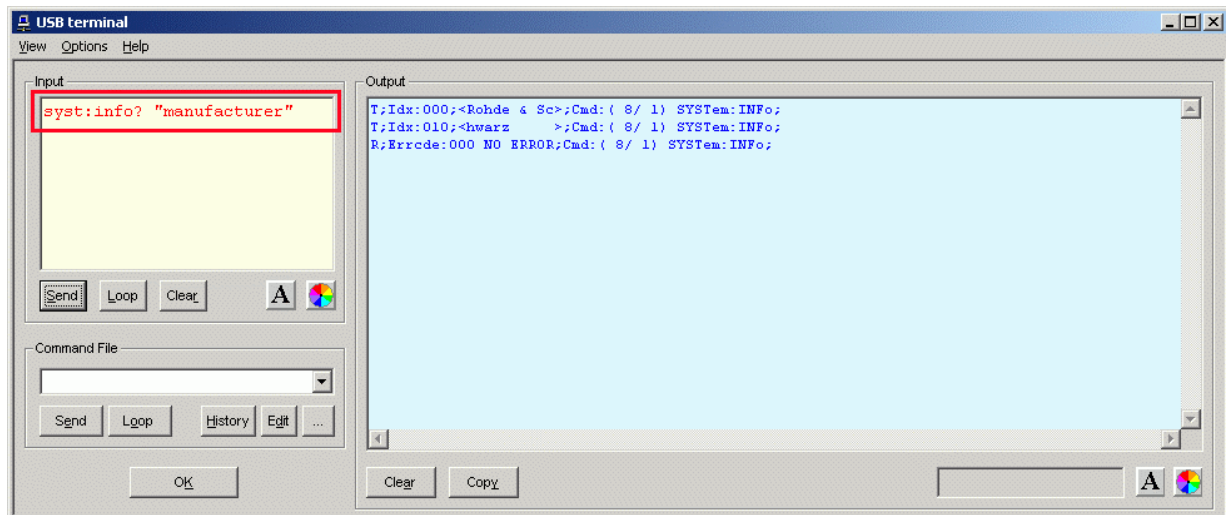 USB terminal
View Options Help
Input
syst:info? "manufacturer"
Send Loop Clear A
Command File
Send Loop History Edit ...
OK
Output
T;Idx:000;<Rohde & Sc>;Cmd:( 8/ 1) SYSTem:INFo;
T;Idx:010;<hwarz     >;Cmd:( 8/ 1) SYSTem:INFo;
R;Errcde:000 NO ERROR;Cmd:( 8/ 1) SYSTem:INFo;
Clear Copy A